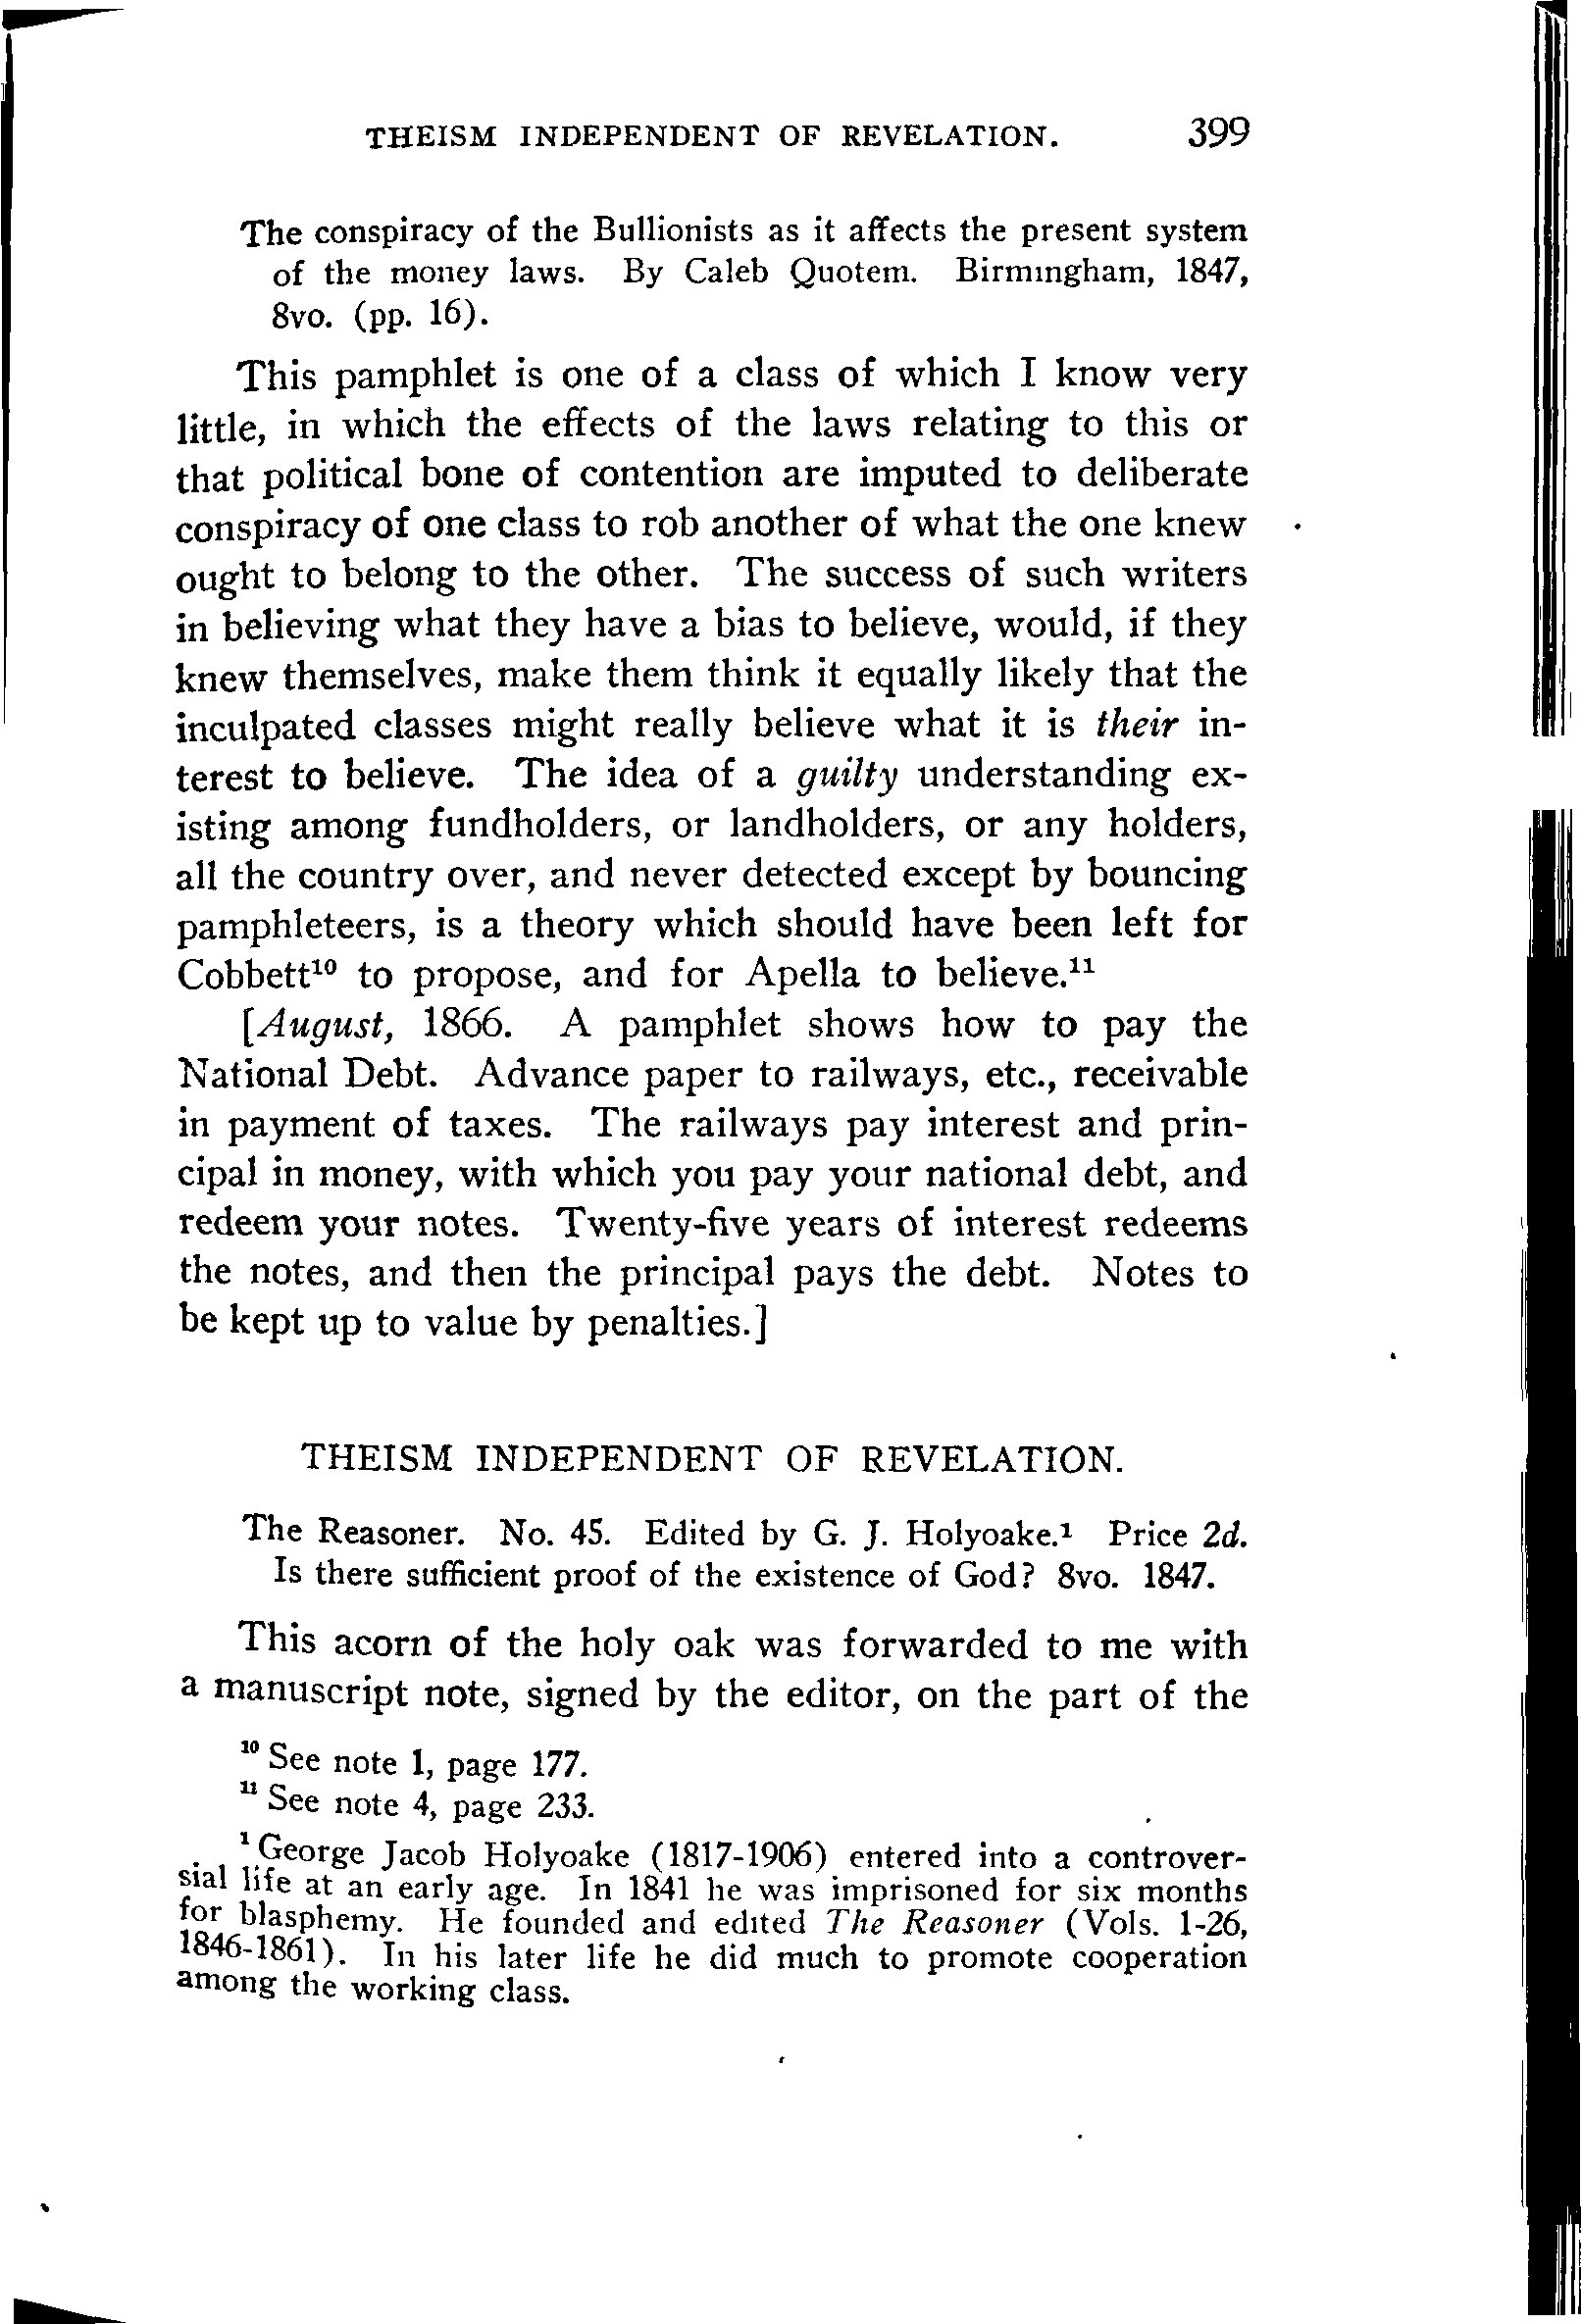 THEISM INDEPENDENT OF REVELATION. 399
The conspiracy of the Bullionists as it affects the present system
of the money laws. By Caleb Quotem. Birmingham, 1847,
8vo. (pp. 16).
This pamphlet is one of a class of which I know very
little, in which the effects of the laws relating to this or
that political bone of contention are imputed to deliberate
conspiracy of one class to rob another of what the one knew
ought to belong to the other. The success of such writers
in believing what they have a bias to believe, would, if they
knew themselves, make them think it equally likely that the
inculpated classes might really believe what it is their in-
terest to believe. The idea of a guilty understanding ex-
isting among fundholders, or landholders, or any holders,
all the country over, and never detected except by bouncing
pamphleteers, is a theory which should have been left for
Cobbett¹⁰ to propose, and for Apella to believe.¹¹
[August, 1866. A pamphlet shows how to pay the
National Debt. Advance paper to railways, etc., receivable
in payment of taxes. The railways pay interest and prin-
cipal in money, with which you pay your national debt, and
redeem your notes. Twenty-five years of interest redeems
the notes, and then the principal pays the debt. Notes to
be kept up to value by penalties.]
THEISM INDEPENDENT OF REVELATION.
The Reasoner. No. 45. Edited by G. J. Holyoake.¹ Price 2d.
Is there sufficient proof of the existence of God? 8vo. 1847.
This acorn of the holy oak was forwarded to me with
a manuscript note, signed by the editor, on the part of the
¹⁰ See note 1, page 177.
¹¹ See note 4, page 233.
¹ George Jacob Holyoake (1817-1906) entered into a controver-
sial life at an early age. In 1841 he was imprisoned for six months
for blasphemy. He founded and edited The Reasoner (Vols. 1-26,
1846-1861). In his later life he did much to promote cooperation
among the working class.